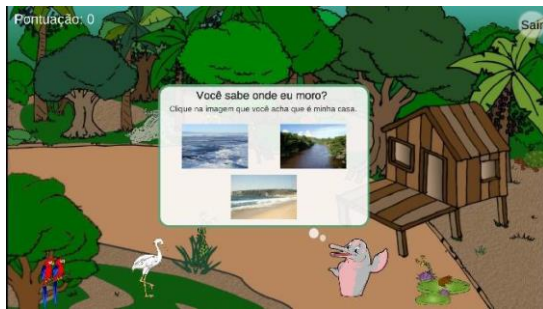 Pontuação: 0
Sair
Você sabe onde eu moro?
Clique na imagem que você acha que é minha casa.